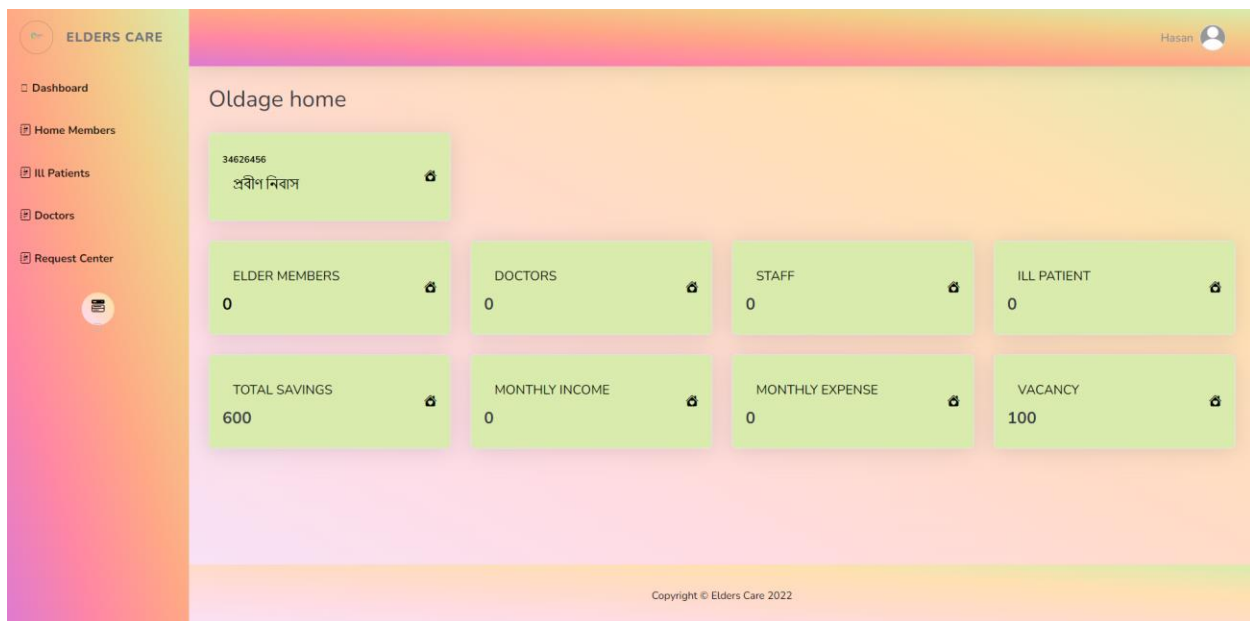 ELDERS CARE
Hasan
Dashboard
Home Members
Ill Patients
Doctors
Request Center
Oldage home
34626456
প্রবীণ নিবাস
ELDER MEMBERS
0
DOCTORS
0
STAFF
0
ILL PATIENT
0
TOTAL SAVINGS
600
MONTHLY INCOME
0
MONTHLY EXPENSE
0
VACANCY
100
Copyright © Elders Care 2022